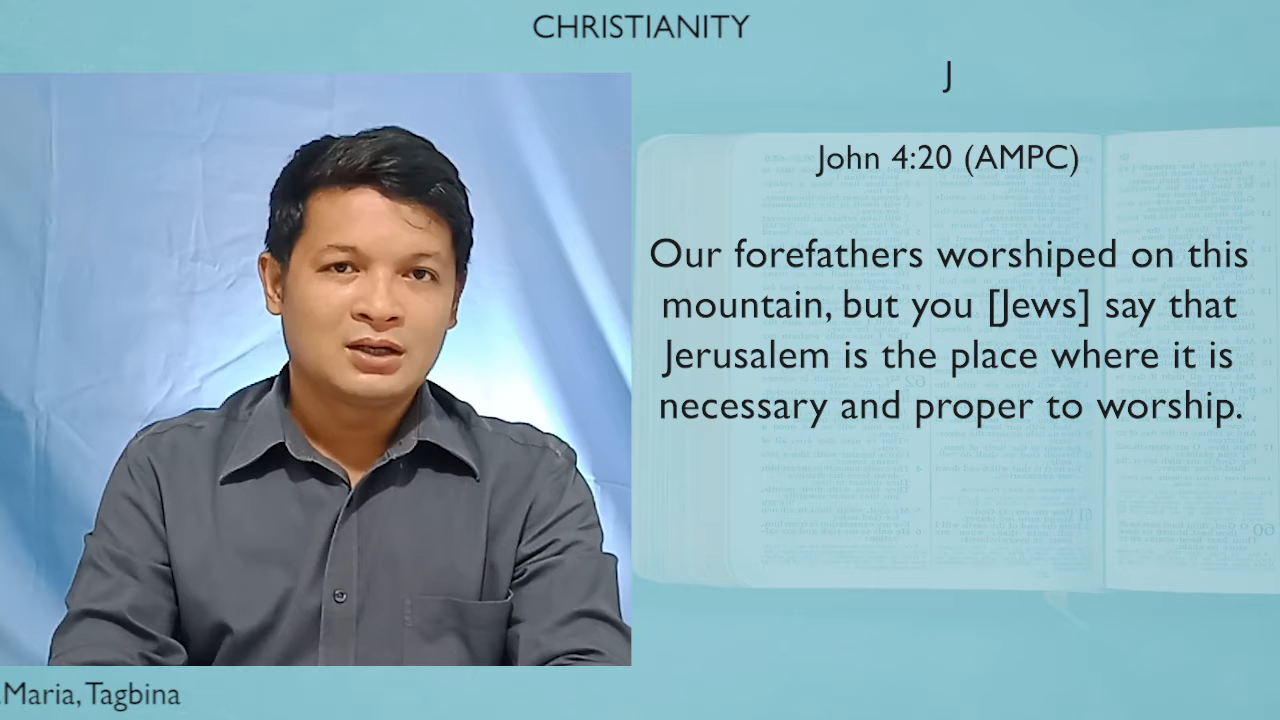 CHRISTIANITY
J
John 4:20 (AMPC)
Our forefathers worshiped on this
mountain, but you [Jews] say that
Jerusalem is the place where it is
necessary and proper to worship.
Maria, Tagbina